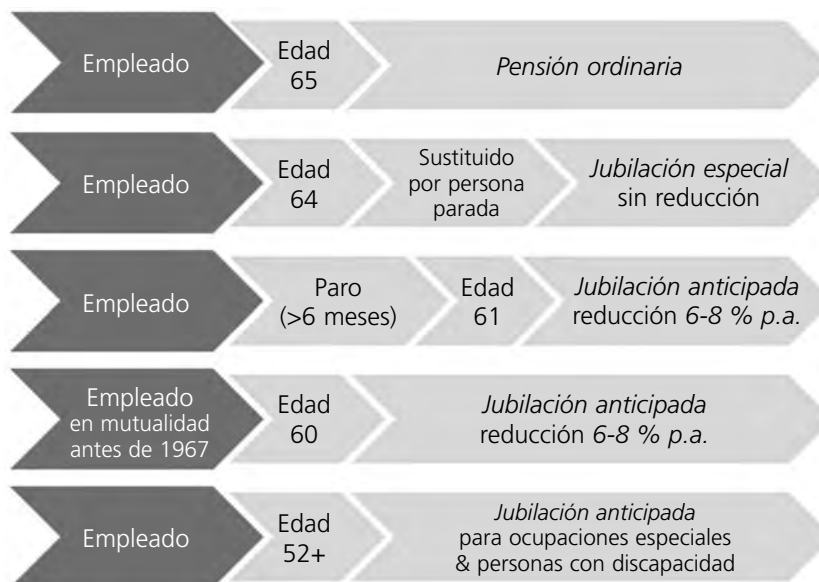 Empleado
Edad
65
Pensión ordinaria
Empleado
Edad
64
Sustituido
por persona
parada
Jubilación especial
sin reducción
Empleado
Paro
(>6 meses)
Edad
61
Jubilación anticipada
reducción 6-8 % p.a.
Empleado
en mutualidad
antes de 1967
Edad
60
Jubilación anticipada
reducción 6-8 % p.a.
Empleado
Edad
52+
Jubilación anticipada
para ocupaciones especiales
& personas con discapacidad